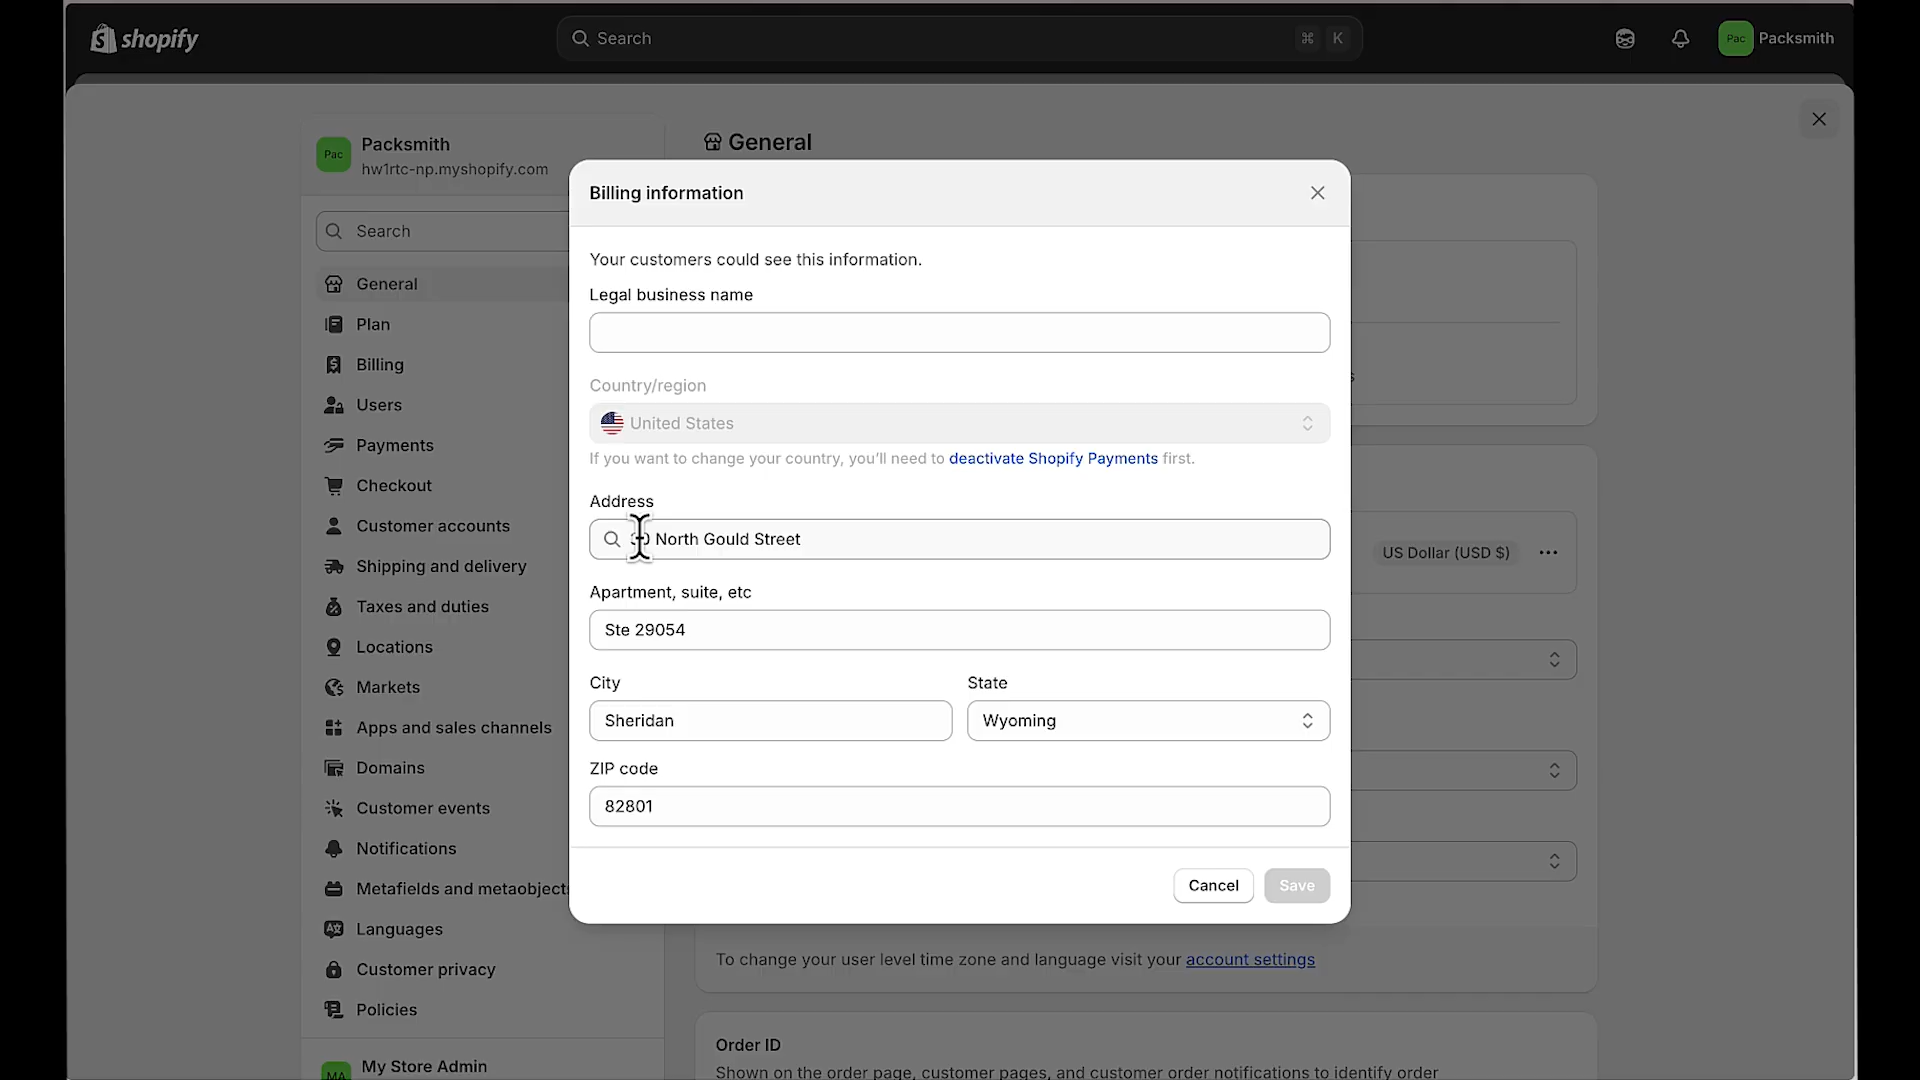 shopify
Search
⌘ K
Pac
Packsmith
Pac
Packsmith
hw1rtc-np.myshopify.com
Search
General
Plan
Billing
Users
Payments
Checkout
Customer accounts
Shipping and delivery
Taxes and duties
Locations
Markets
Apps and sales channels
Domains
Customer events
Notifications
Metafields and metaobjects
Languages
Customer privacy
Policies
MA
My Store Admin
General
Billing information
Your customers could see this information.
Legal business name
Country/region
United States
If you want to change your country, you'll need to deactivate Shopify Payments first.
Address
North Gould Street
Apartment, suite, etc
Ste 29054
City
State
Sheridan
Wyoming
ZIP code
82801
Cancel
Save
US Dollar (USD $)
To change your user level time zone and language visit your account settings
Order ID
Shown on the order page, customer pages, and customer order notifications to identify order